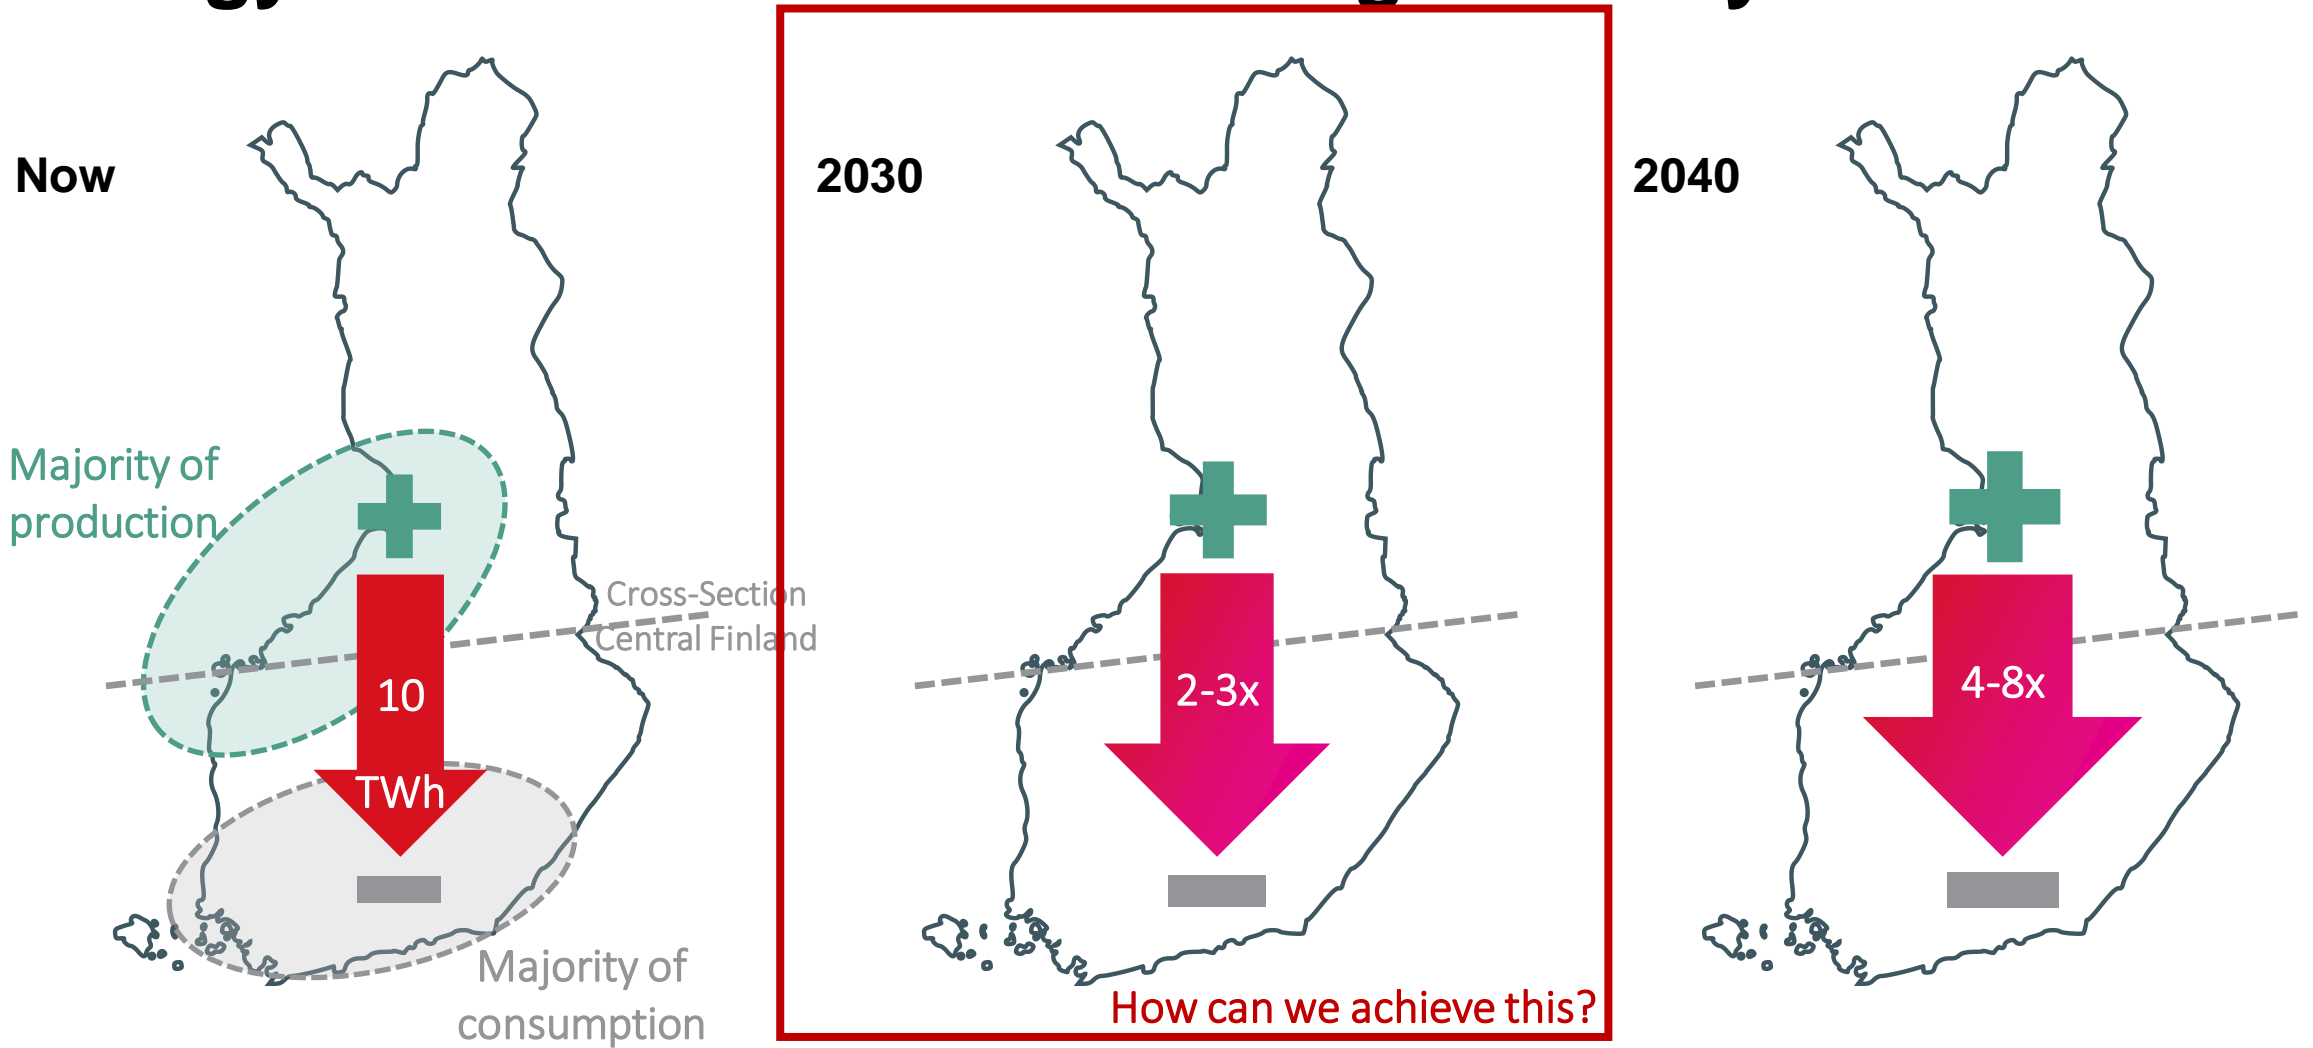 Now
Majority of
production
Cross-Section
Central Finland
10
TWh
Majority of
consumption
2030
2-3x
How can we achieve this?
2040
4-8x